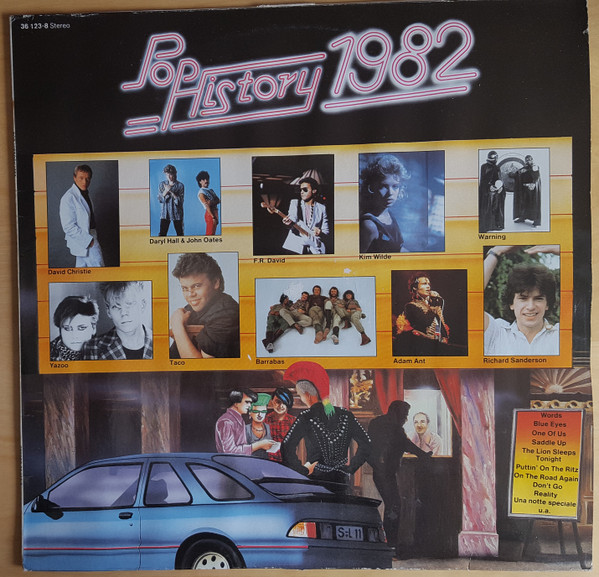 36 123-8 Stereo
Pop History 1982
David Christie
Daryl Hall & John Oates
F.R. David
Kim Wilde
Warning
Yazoo
Taco
Barrabas
Adam Ant
Richard Sanderson
Words
Blue Eyes
One Of Us
Saddle Up
The Lion Sleeps
Tonight
Puttin' On The Ritz
On The Road Again
Don't Go
Reality
Una notte speciale
u.a.
S:L 11